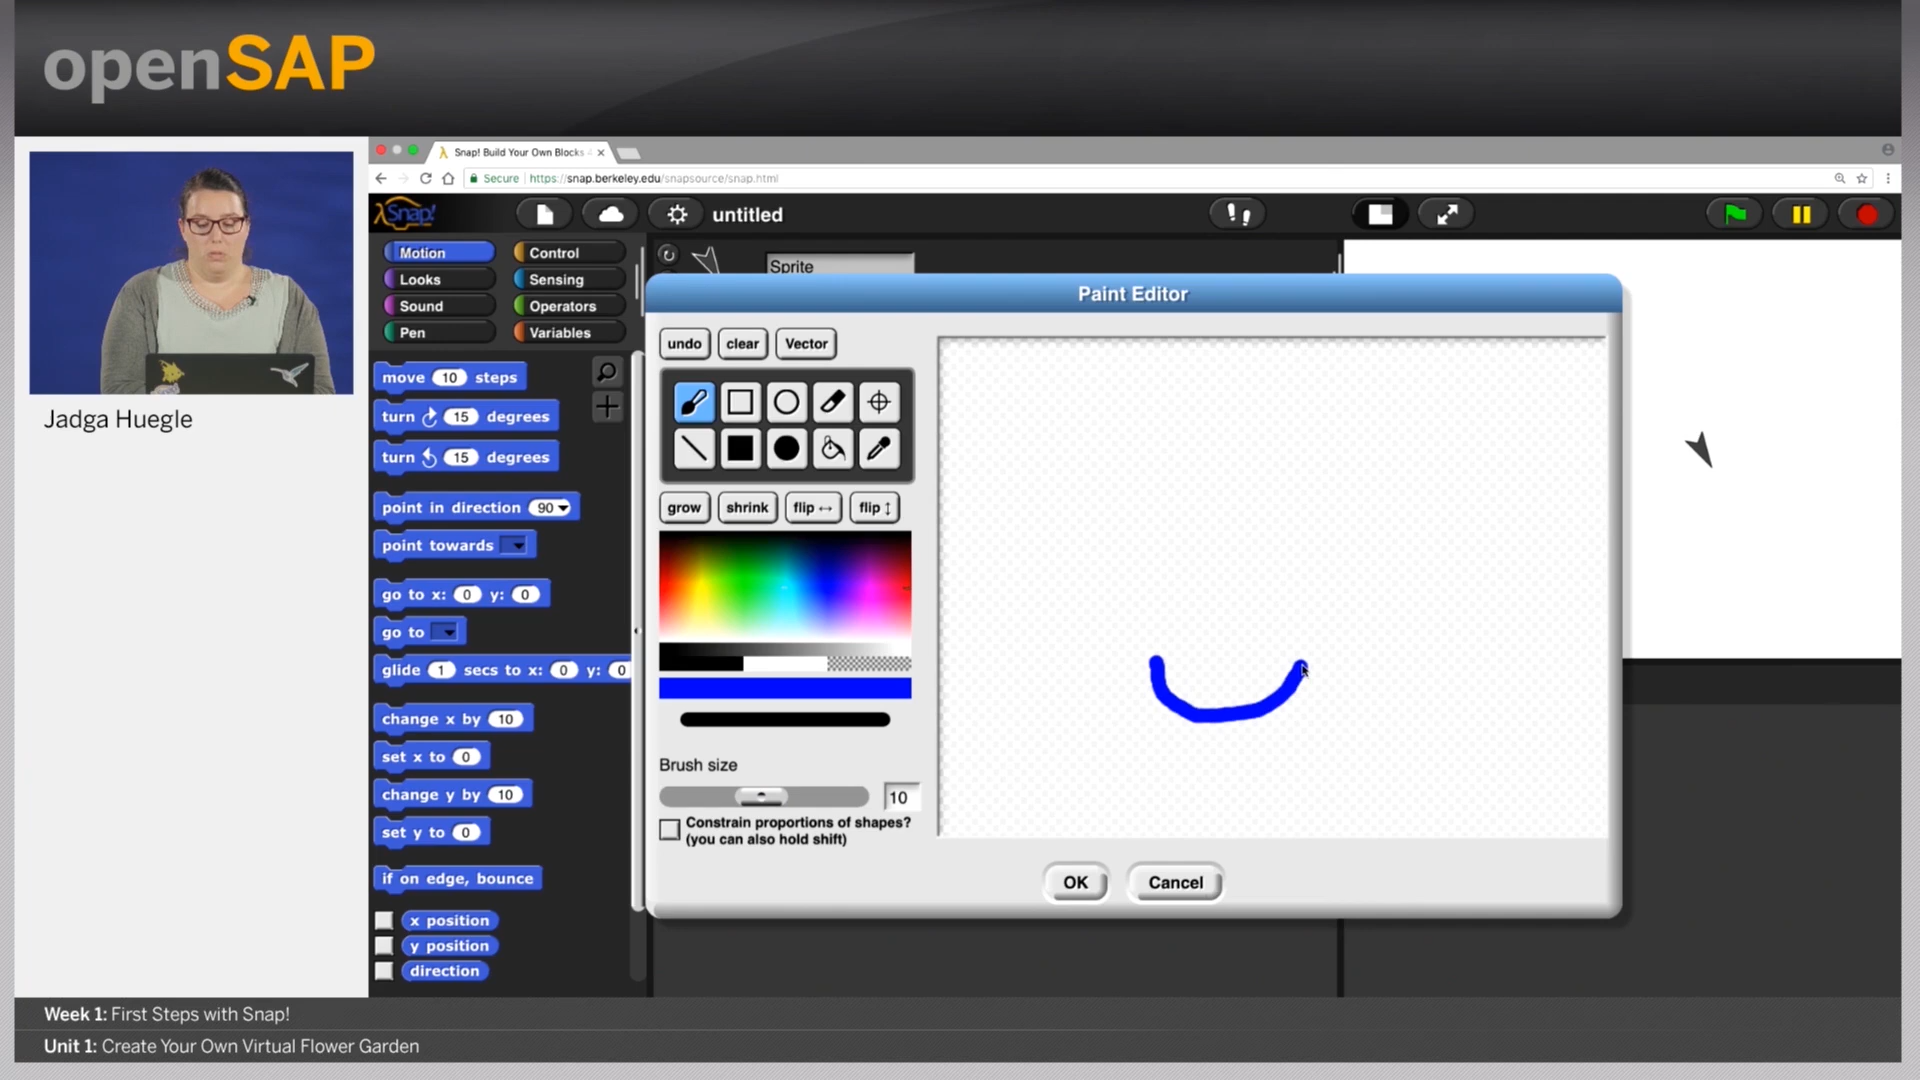 openSAP
Snap! Build Your Own Blocks
Secure https://snap.berkeley.edu/snapsource/snap.html
Snap!
untitled
Motion
Control
Looks
Sensing
Sound
Operators
Pen
Variables
Sprite
Jadga Huegle
move 10 steps
turn 15 degrees
turn 15 degrees
point in direction 90
point towards
go to x: 0 y: 0
go to
glide 1 secs to x: 0 y: 0
change x by 10
set x to 0
change y by 10
set y to 0
if on edge, bounce
x position
y position
direction
Paint Editor
undo clear Vector
grow shrink flip ↔ flip ↕
Brush size
10
Constrain proportions of shapes?
(you can also hold shift)
OK Cancel
Week 1: First Steps with Snap!
Unit 1: Create Your Own Virtual Flower Garden